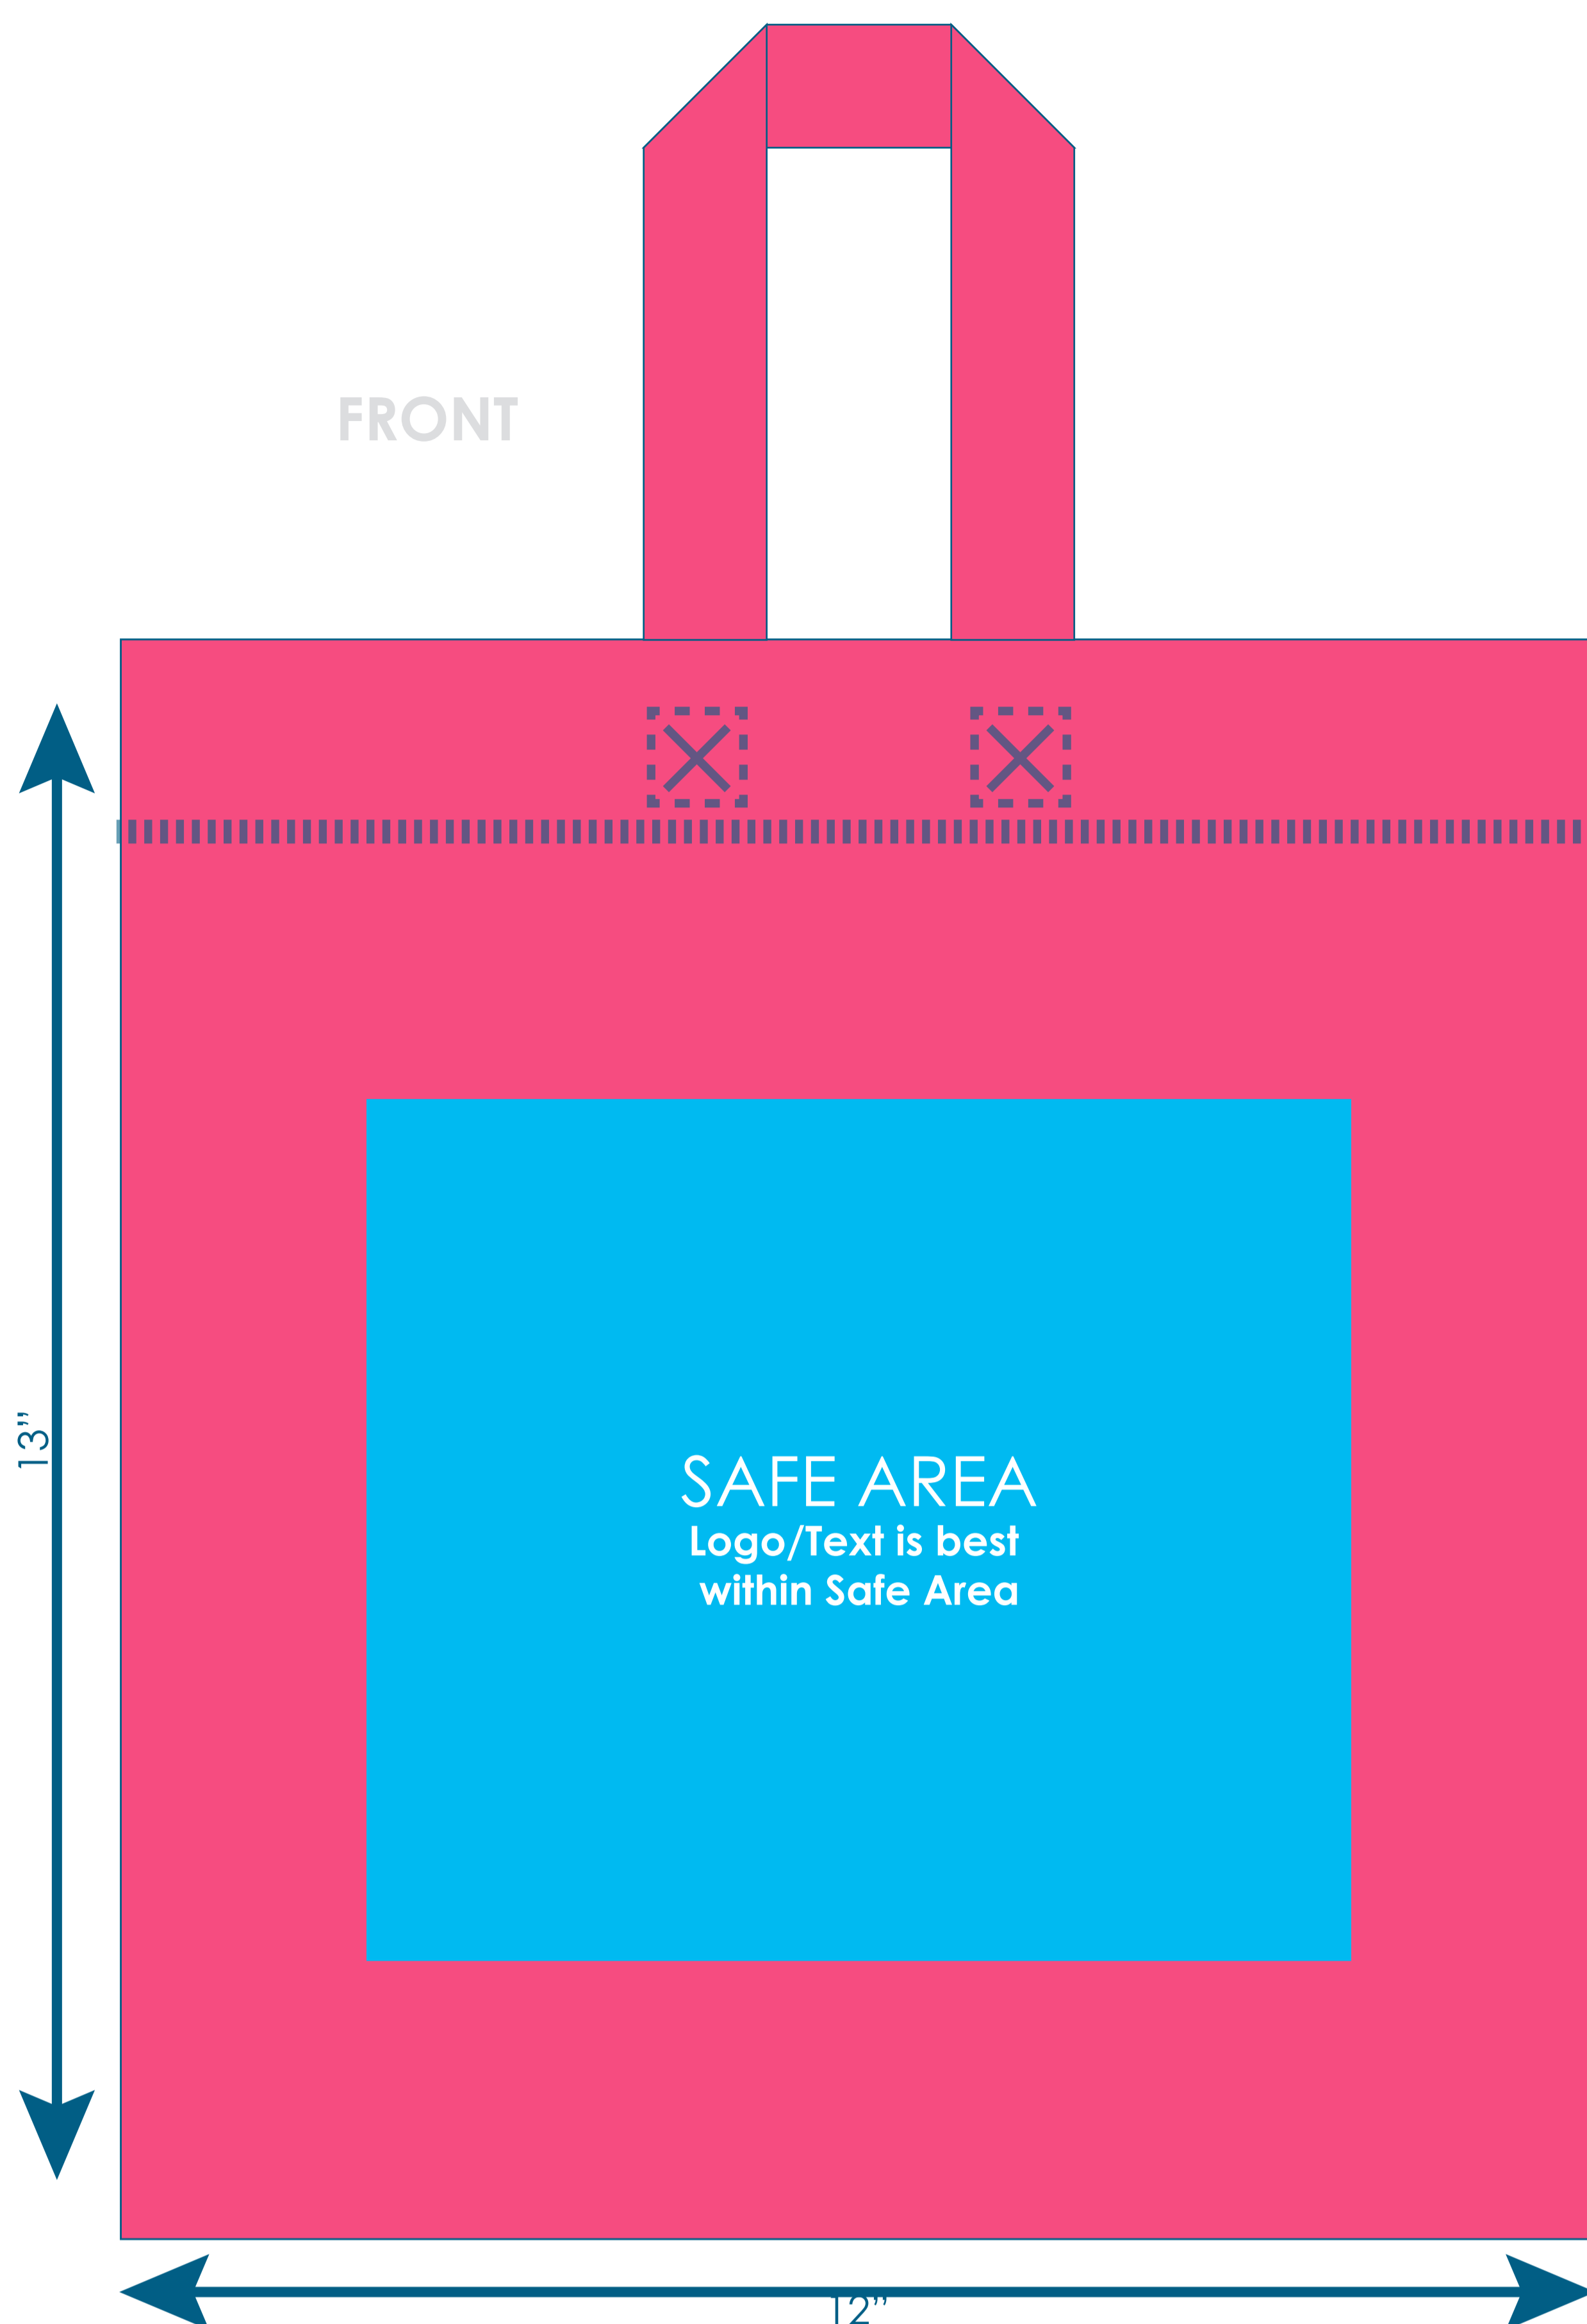 FRONT
13”
SAFE AREA
Logo/Text is best
within Safe Area
12”